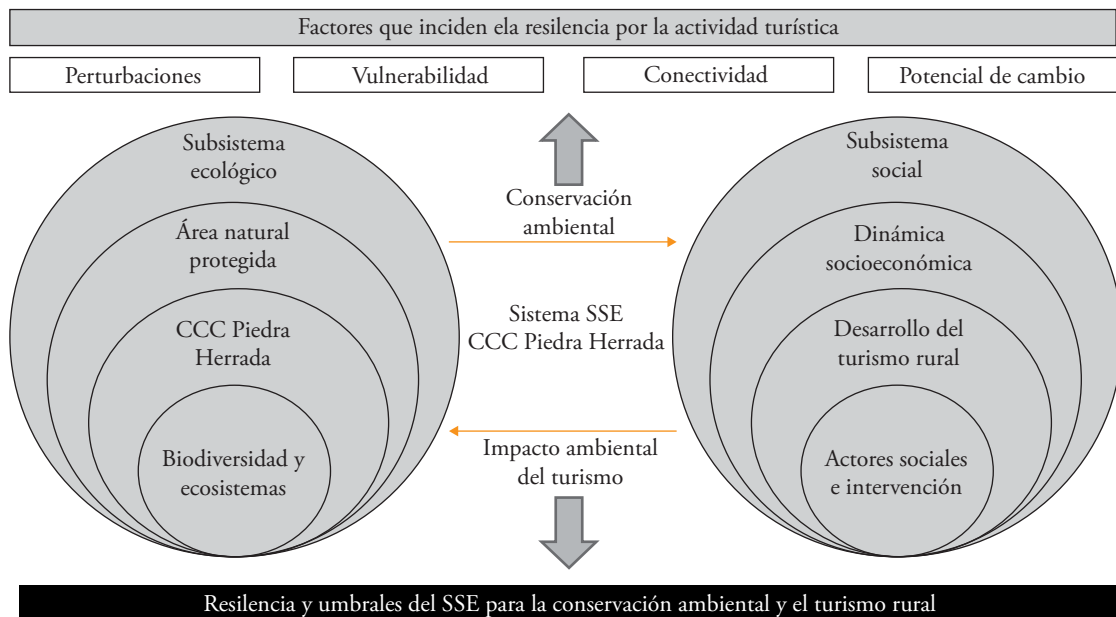 Factores que inciden ela resilencia por la actividad turística
Perturbaciones
Vulnerabilidad
Conectividad
Potencial de cambio
Subsistema
ecológico
Área natural
protegida
CCC Piedra
Herrada
Biodiversidad y
ecosistemas
Conservación
ambiental
Sistema SSE
CCC Piedra Herrada
Impacto ambiental
del turismo
Subsistema
social
Dinámica
socioeconómica
Desarrollo del
turismo rural
Actores sociales
e intervención
Resilencia y umbrales del SSE para la conservación ambiental y el turismo rural